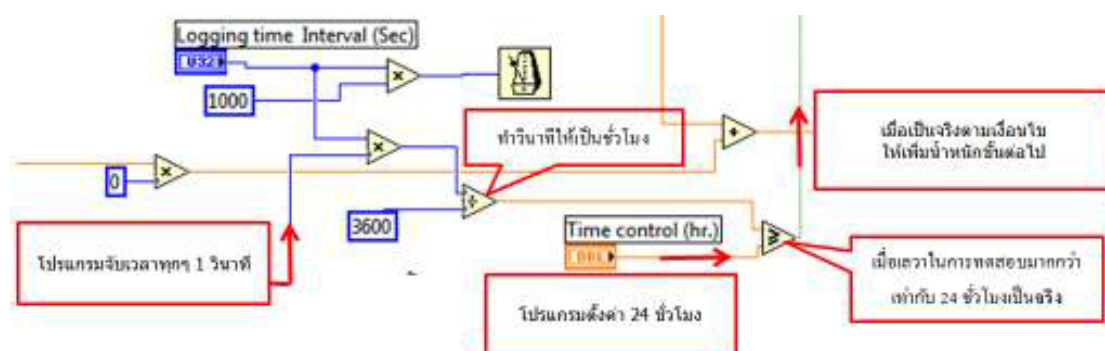 Logging time Interval (Sec)
U32
1000
ทำวินาทีให้เป็นชั่วโมง
เมื่อเป็นจริงตามเงื่อนไข
ให้เพิ่มน้ำหนักชั้นต่อไป
0
3600
Time control (hr.)
DBL
โปรแกรมจับเวลาทุกๆ 1 วินาที
เมื่อเวลาในการทดสอบมากกว่า
เท่ากับ 24 ชั่วโมงเป็นจริง
โปรแกรมตั้งค่า 24 ชั่วโมง